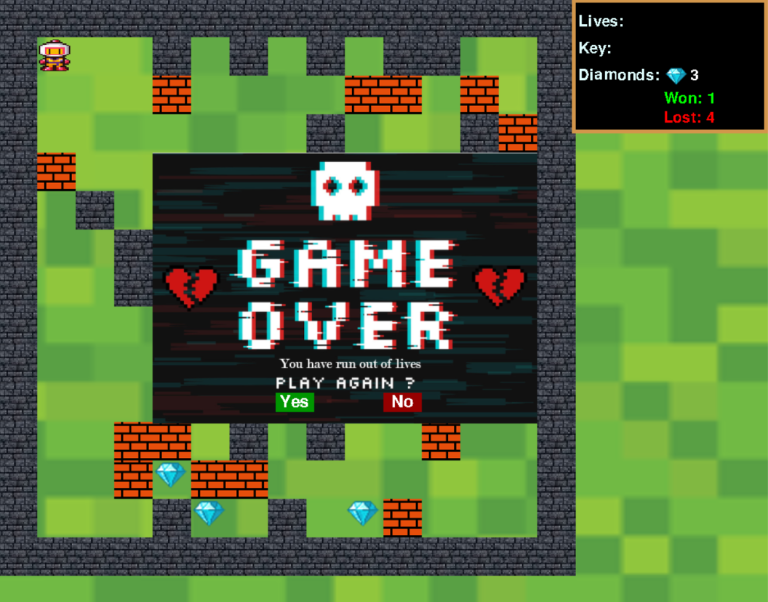 Lives:
Key:
Diamonds: 3
Won: 1
Lost: 4
GAME
OVER
You have run out of lives
PLAY AGAIN ?
Yes No